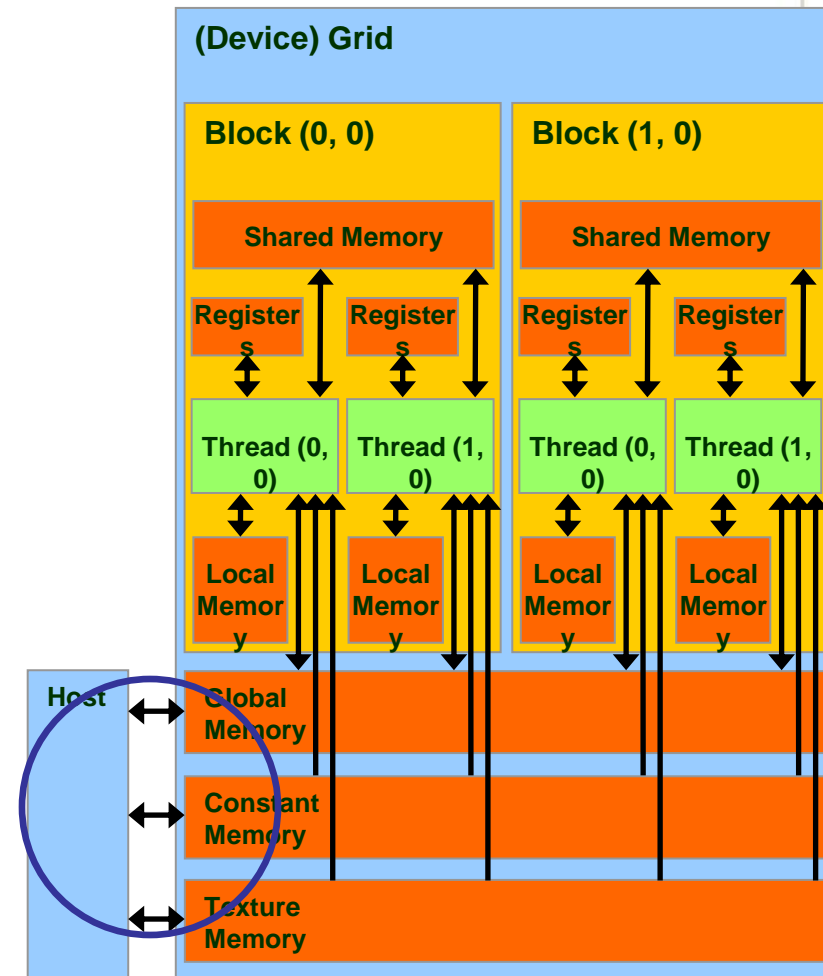 (Device) Grid
Block (0, 0)
Block (1, 0)
Shared Memory
Shared Memory
Register
s
Register
s
Register
s
Register
s
Thread (0,
0)
Thread (1,
0)
Thread (0,
0)
Thread (1,
0)
Local
Memor
y
Local
Memor
y
Local
Memor
y
Local
Memor
y
Host
Global
Memory
Constant
Memory
Texture
Memory